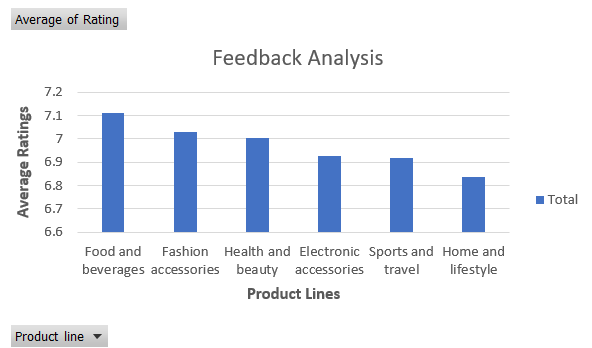 Average of Rating
Feedback Analysis
Average Ratings
7.2
7.1
7
6.9
6.8
6.7
6.6
Food and
beverages
Fashion
accessories
Health and
beauty
Electronic
accessories
Sports and
travel
Home and
lifestyle
Product Lines
Total
Product line